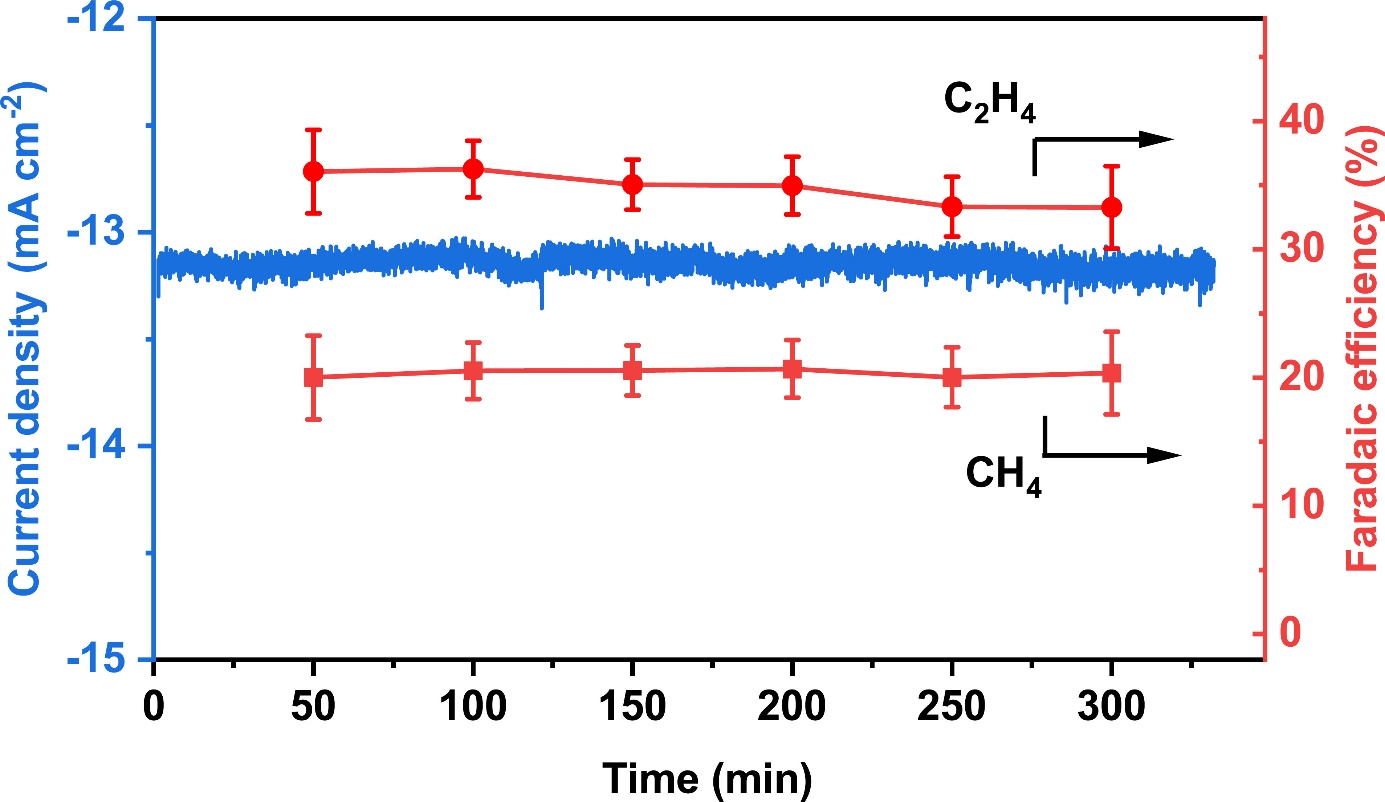 Current density (mA cm⁻²)
-12
-13
-14
-15
C₂H₄
CH₄
40
30
20
10
0
Faradaic efficiency (%)
0 50 100 150 200 250 300
Time (min)